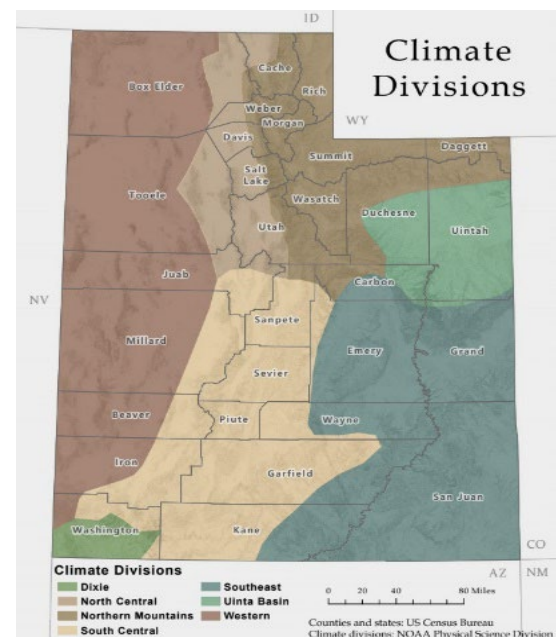 ID
Climate
Divisions
WY
Cache
Box Elder
Rich
Weber
Morgan
Davis
Daggett
Summit
Salt
Lake
Tooele
Wasatch
Duchesne
Uintah
Utah
Juab
Carbon
NV
Sanpete
Millard
Emery
Grand
Sevier
Beaver
Piute
Wayne
Iron
Garfield
San Juan
Washington
Kane
CO
AZ
NM
Climate Divisions
Dixie
North Central
Northern Mountains
South Central
Southeast
Uinta Basin
Western
0 20 40 80 Miles
Counties and states: US Census Bureau
Climate divisions: NOAA Physical Science Division